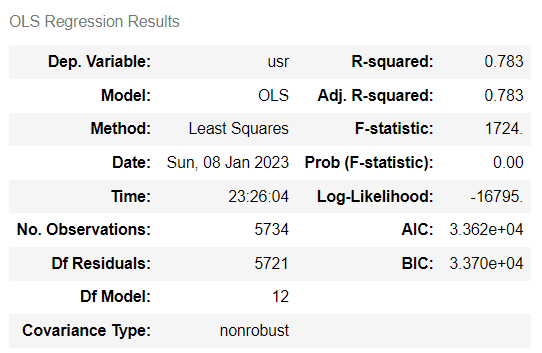 OLS Regression Results
Dep. Variable: usr R-squared: 0.783
Model: OLS Adj. R-squared: 0.783
Method: Least Squares F-statistic: 1724.
Date: Sun, 08 Jan 2023 Prob (F-statistic): 0.00
Time: 23:26:04 Log-Likelihood: -16795.
No. Observations: 5734 AIC: 3.362e+04
Df Residuals: 5721 BIC: 3.370e+04
Df Model: 12
Covariance Type: nonrobust